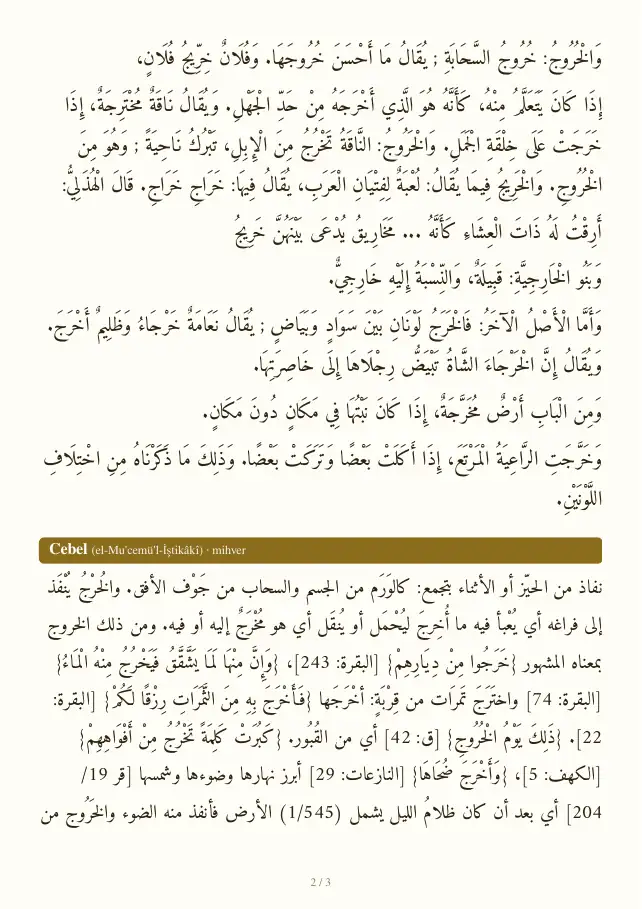 وَالْخُرُوجُ: خُرُوجُ السَّحَابَةِ ; يُقَالُ مَا أَحْسَنَ خُرُوجَهَا. وَفُلَانٌ خِرِّيجُ فُلَانٍ،
إِذَا كَانَ يَتَعَلَّمُ مِنْهُ، كَأَنَّهُ هُوَ الَّذِي أَخْرَجَهُ مِنْ حَدِّ الْجَهْلِ. وَيُقَالُ نَاقَةٌ مُخْتَرِجَةٌ، إِذَا
خَرَجَتْ عَلَى خِلْقَةِ الْجَمَلِ. وَالْخَرُوجُ: النَّاقَةُ تَخْرُجُ مِنَ الْإِبِلِ، تَبْرُكُ نَاحِيَةً ; وَهُوَ مِنَ
الْخُرُوجِ. وَالْخَرِيجُ فِيمَا يُقَالُ: لُعْبَةٌ لِفِتْيَانِ الْعَرَبِ، يُقَالُ فِيهَا: خَرَاجِ خَرَاجِ. قَالَ الْهُذَلِيُّ:
أَرِقْتُ لَهُ ذَاتَ الْعِشَاءِ كَأَنَّهُ ... مَخَارِيقُ يُدْعَى بَيْنَهُنَّ خَرِيجُ
وَبَنُو الْخَارِجِيَّةِ: قَبِيلَةٌ، وَالنِّسْبَةُ إِلَيْهِ خَارِجِيٌّ.
وَأَمَّا الْأَصْلُ الْآخَرُ: فَالْخَرَجُ لَوْنَانِ بَيْنَ سَوَادٍ وَبَيَاضٍ ; يُقَالُ نَعَامَةٌ خَرْجَاءُ وَظَلِيمٌ أَخْرَجَ.
وَيُقَالُ إِنَّ الْخَرْجَاءَ الشَّاةُ تَبْيَضُّ رِجْلَاهَا إِلَى خَاصِرَتِهَا.
وَمِنَ الْبَابِ أَرْضٌ مُخَرَّجَةٌ، إِذَا كَانَ نَبْتُهَا فِي مَكَانٍ دُونَ مَكَانٍ.
وَخَرَّجَتِ الرَّاعِيَةُ الْمَرْتَعَ، إِذَا أَكَلَتْ بَعْضًا وَتَرَكَتْ بَعْضًا. وَذَلِكَ مَا ذَكَرْنَاهُ مِنِ اخْتِلَافِ
اللَّوْنَيْنِ.
Cebel (el-Mu'cemü'l-İştikâkî) · mihver
نفاذ من الحيّز أو الأثناء بتجمع: كالوَرَم من الجسم والسحاب من جَوْف الأفق. والخُرْجُ يُنْفَذ
إلى فراغه أي يُعْبأ فيه ما أُخرِجَ ليُحْمَل أو يُنقَل أي هو مُخْرَجٌ إليه أو فيه. ومن ذلك الخروج
بمعناه المشهور {خَرَجُوا مِنْ دِيَارِهِمْ} [البقرة: 243]، {وَإِنَّ مِنْهَا لَمَا يَشَّقَّقُ فَيَخْرُجُ مِنْهُ الْمَاءُ}
[البقرة: 74] واختَرَج تَمَرات من قِرْبَةٍ: أخْرَجها {فَأَخْرَجَ بِهِ مِنَ الثَّمَرَاتِ رِزْقًا لَكُمْ} [البقرة:
22]. {ذَلِكَ يَوْمُ الْخُرُوجِ} [ق: 42] أي من القُبُور. {كَبُرَتْ كَلِمَةً تَخْرُجُ مِنْ أَفْوَاهِهِمْ}
[الكهف: 5]، {وَأَخْرَجَ ضُحَاهَا} [النازعات: 29] أبرز نهارها وضوءها وشمسها [قر 19/
204] أي بعد أن كان ظلامُ الليل يشمل (1/545) الأرض فأنفذ منه الضوء والخَرُوج من
2 / 3